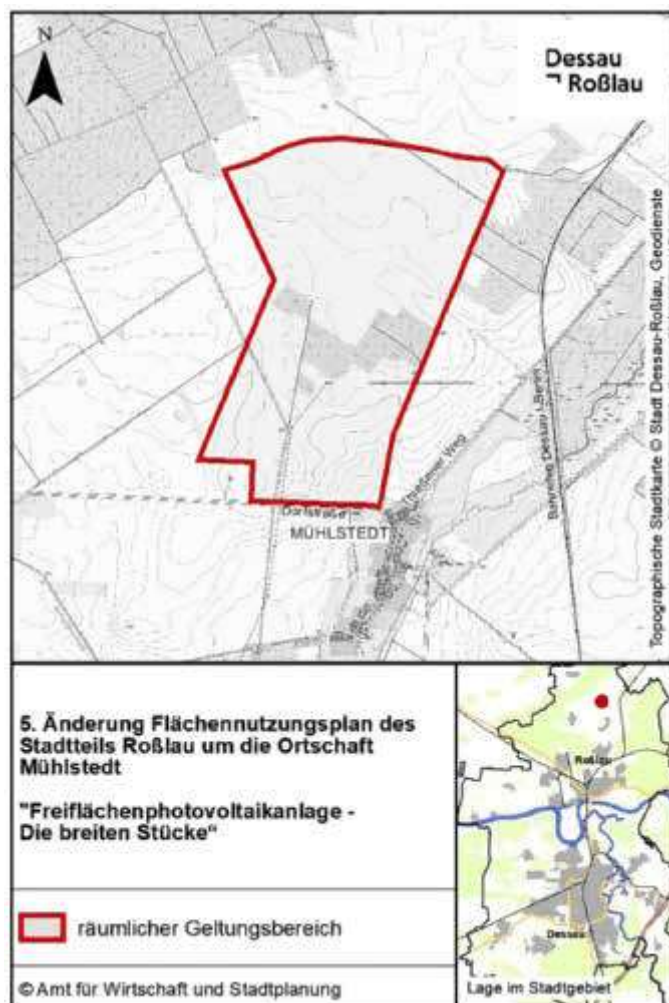 N
Dessau
Roßlau
Topographische Stadtkarte © Stadt Dessau-Roßlau, Geodienste
Bahnstrg Dessau (-Berlin
Weg
Dorfstraße
MÜHLSTEDT
5. Änderung Flächennutzungsplan des
Stadtteils Roßlau um die Ortschaft
Mühlstedt
"Freiflächenphotovoltaikanlage -
Die breiten Stücke“
räumlicher Geltungsbereich
© Amt für Wirtschaft und Stadtplanung
Roßlau
Dessau
Lage im Stadtgebiet